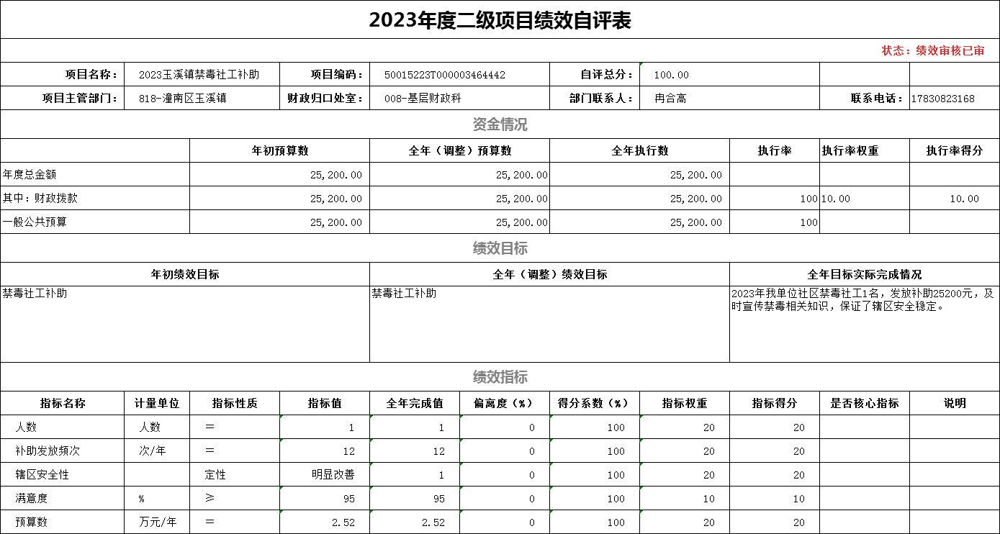 2023年度二级项目绩效自评表
状态：绩效审核已审
项目名称： 2023玉溪镇禁毒社工补助 项目编码： 50015223T000003464442 自评总分： 100.00
项目主管部门： 818-潼南区玉溪镇 财政归口处室： 008-基层财政科 部门联系人： 冉合高 联系电话： 17830823168
资金情况
年初预算数 全年（调整）预算数 全年执行数 执行率 执行率权重 执行率得分
年度总金额 25,200.00 25,200.00 25,200.00
其中：财政拨款 25,200.00 25,200.00 25,200.00 100 10.00 10.00
一般公共预算 25,200.00 25,200.00 25,200.00 100
绩效目标
年初绩效目标 全年（调整）绩效目标 全年目标实际完成情况
禁毒社工补助 禁毒社工补助 2023年我单位社区禁毒社工1名，发放补助25200元，及
时宣传禁毒相关知识，保证了辖区安全稳定。
绩效指标
指标名称 计量单位 指标性质 指标值 全年完成值 偏离度（%） 得分系数（%） 指标权重 指标得分 是否核心指标 说明
人数 人数 ＝ 1 1 0 100 20 20
补助发放频次 次/年 ＝ 12 12 0 100 20 20
辖区安全性 定性 明显改善 1 0 100 20 20
满意度 % ≥ 95 95 0 100 10 10
预算数 万元/年 ＝ 2.52 2.52 0 100 20 20